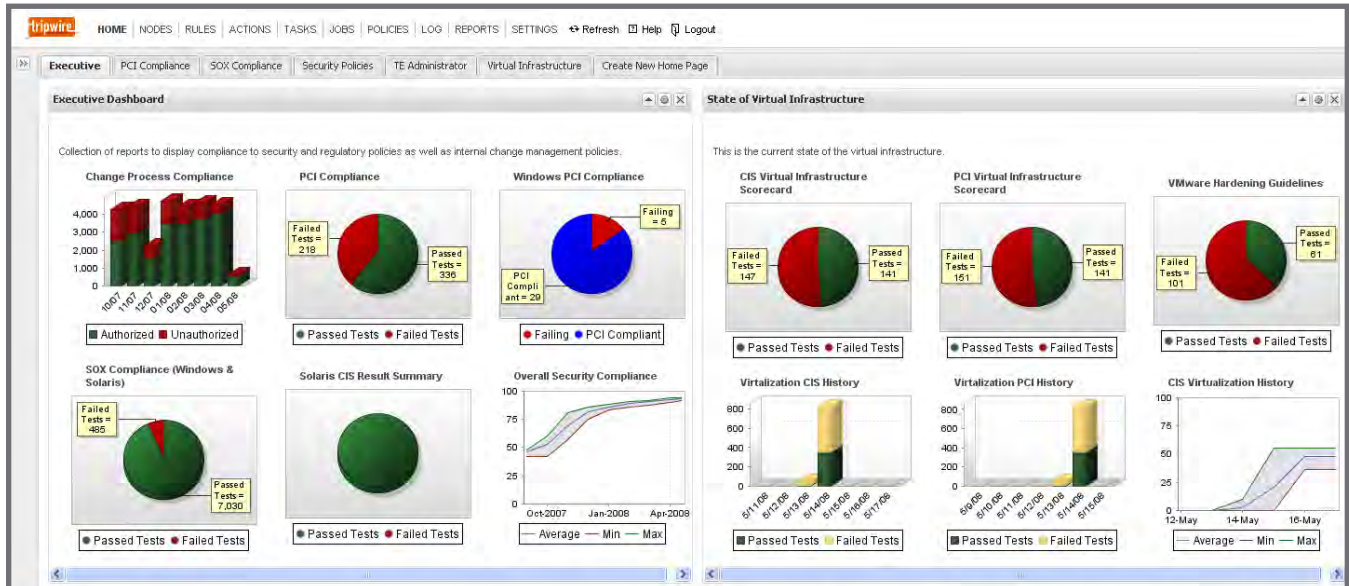 tripwire HOME NODES RULES ACTIONS TASKS JOBS POLICIES LOG REPORTS SETTINGS Refresh Help Logout
Executive PCI Compliance SOX Compliance Security Policies TE Administrator Virtual Infrastructure Create New Home Page
Executive Dashboard
Collection of reports to display compliance to security and regulatory policies as well as internal change management policies.
Change Process Compliance
4,000
3,000
2,000
1,000
0
10/07 11/07 12/07 01/08 02/08 03/08 04/08 05/08
Authorized Unauthorized
PCI Compliance
Failed
Tests =
218
Passed
Tests =
336
Passed Tests Failed Tests
Windows PCI Compliance
Failing
= 5
PCI
Compli
ant = 29
Failing PCI Compliant
SOX Compliance (Windows &
Solaris)
Failed
Tests =
485
Passed
Tests =
7,030
Passed Tests Failed Tests
Solaris CIS Result Summary
Passed Tests Failed Tests
Overall Security Compliance
100
75
50
25
0
Oct-2007 Jan-2008 Apr-2008
Average Min Max
State of Virtual Infrastructure
This is the current state of the virtual infrastructure.
CIS Virtual Infrastructure
Scorecard
Failed
Tests =
147
Passed
Tests =
141
Passed Tests Failed Tests
PCI Virtual Infrastructure
Scorecard
Failed
Tests =
151
Passed
Tests =
141
Passed Tests Failed Tests
VMware Hardening Guidelines
Passed
Tests =
61
Failed
Tests =
101
Passed Tests Failed Tests
Virtalization CIS History
800
600
400
200
0
5/11/08 5/12/08 5/13/08 5/14/08 5/15/08 5/16/08 5/17/08
Passed Tests Failed Tests
Virtalization PCI History
800
600
400
200
0
5/9/08 5/10/08 5/11/08 5/12/08 5/13/08 5/14/08 5/15/08
Passed Tests Failed Tests
CIS Virtualization History
100
75
50
25
0
12-May 14-May 16-May
Average Min Max